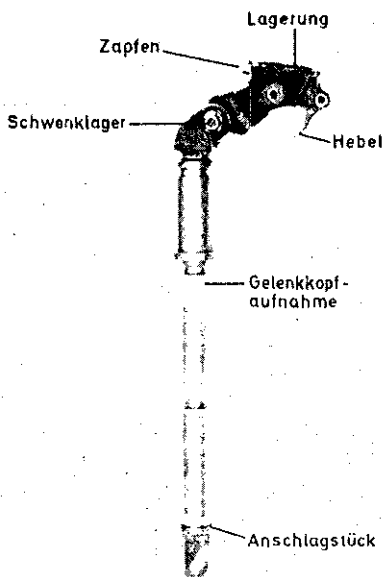 Lagerung
Zapfen
Schwenklager
Hebel
Gelenkkopf-
aufnahme
Anschlagstück